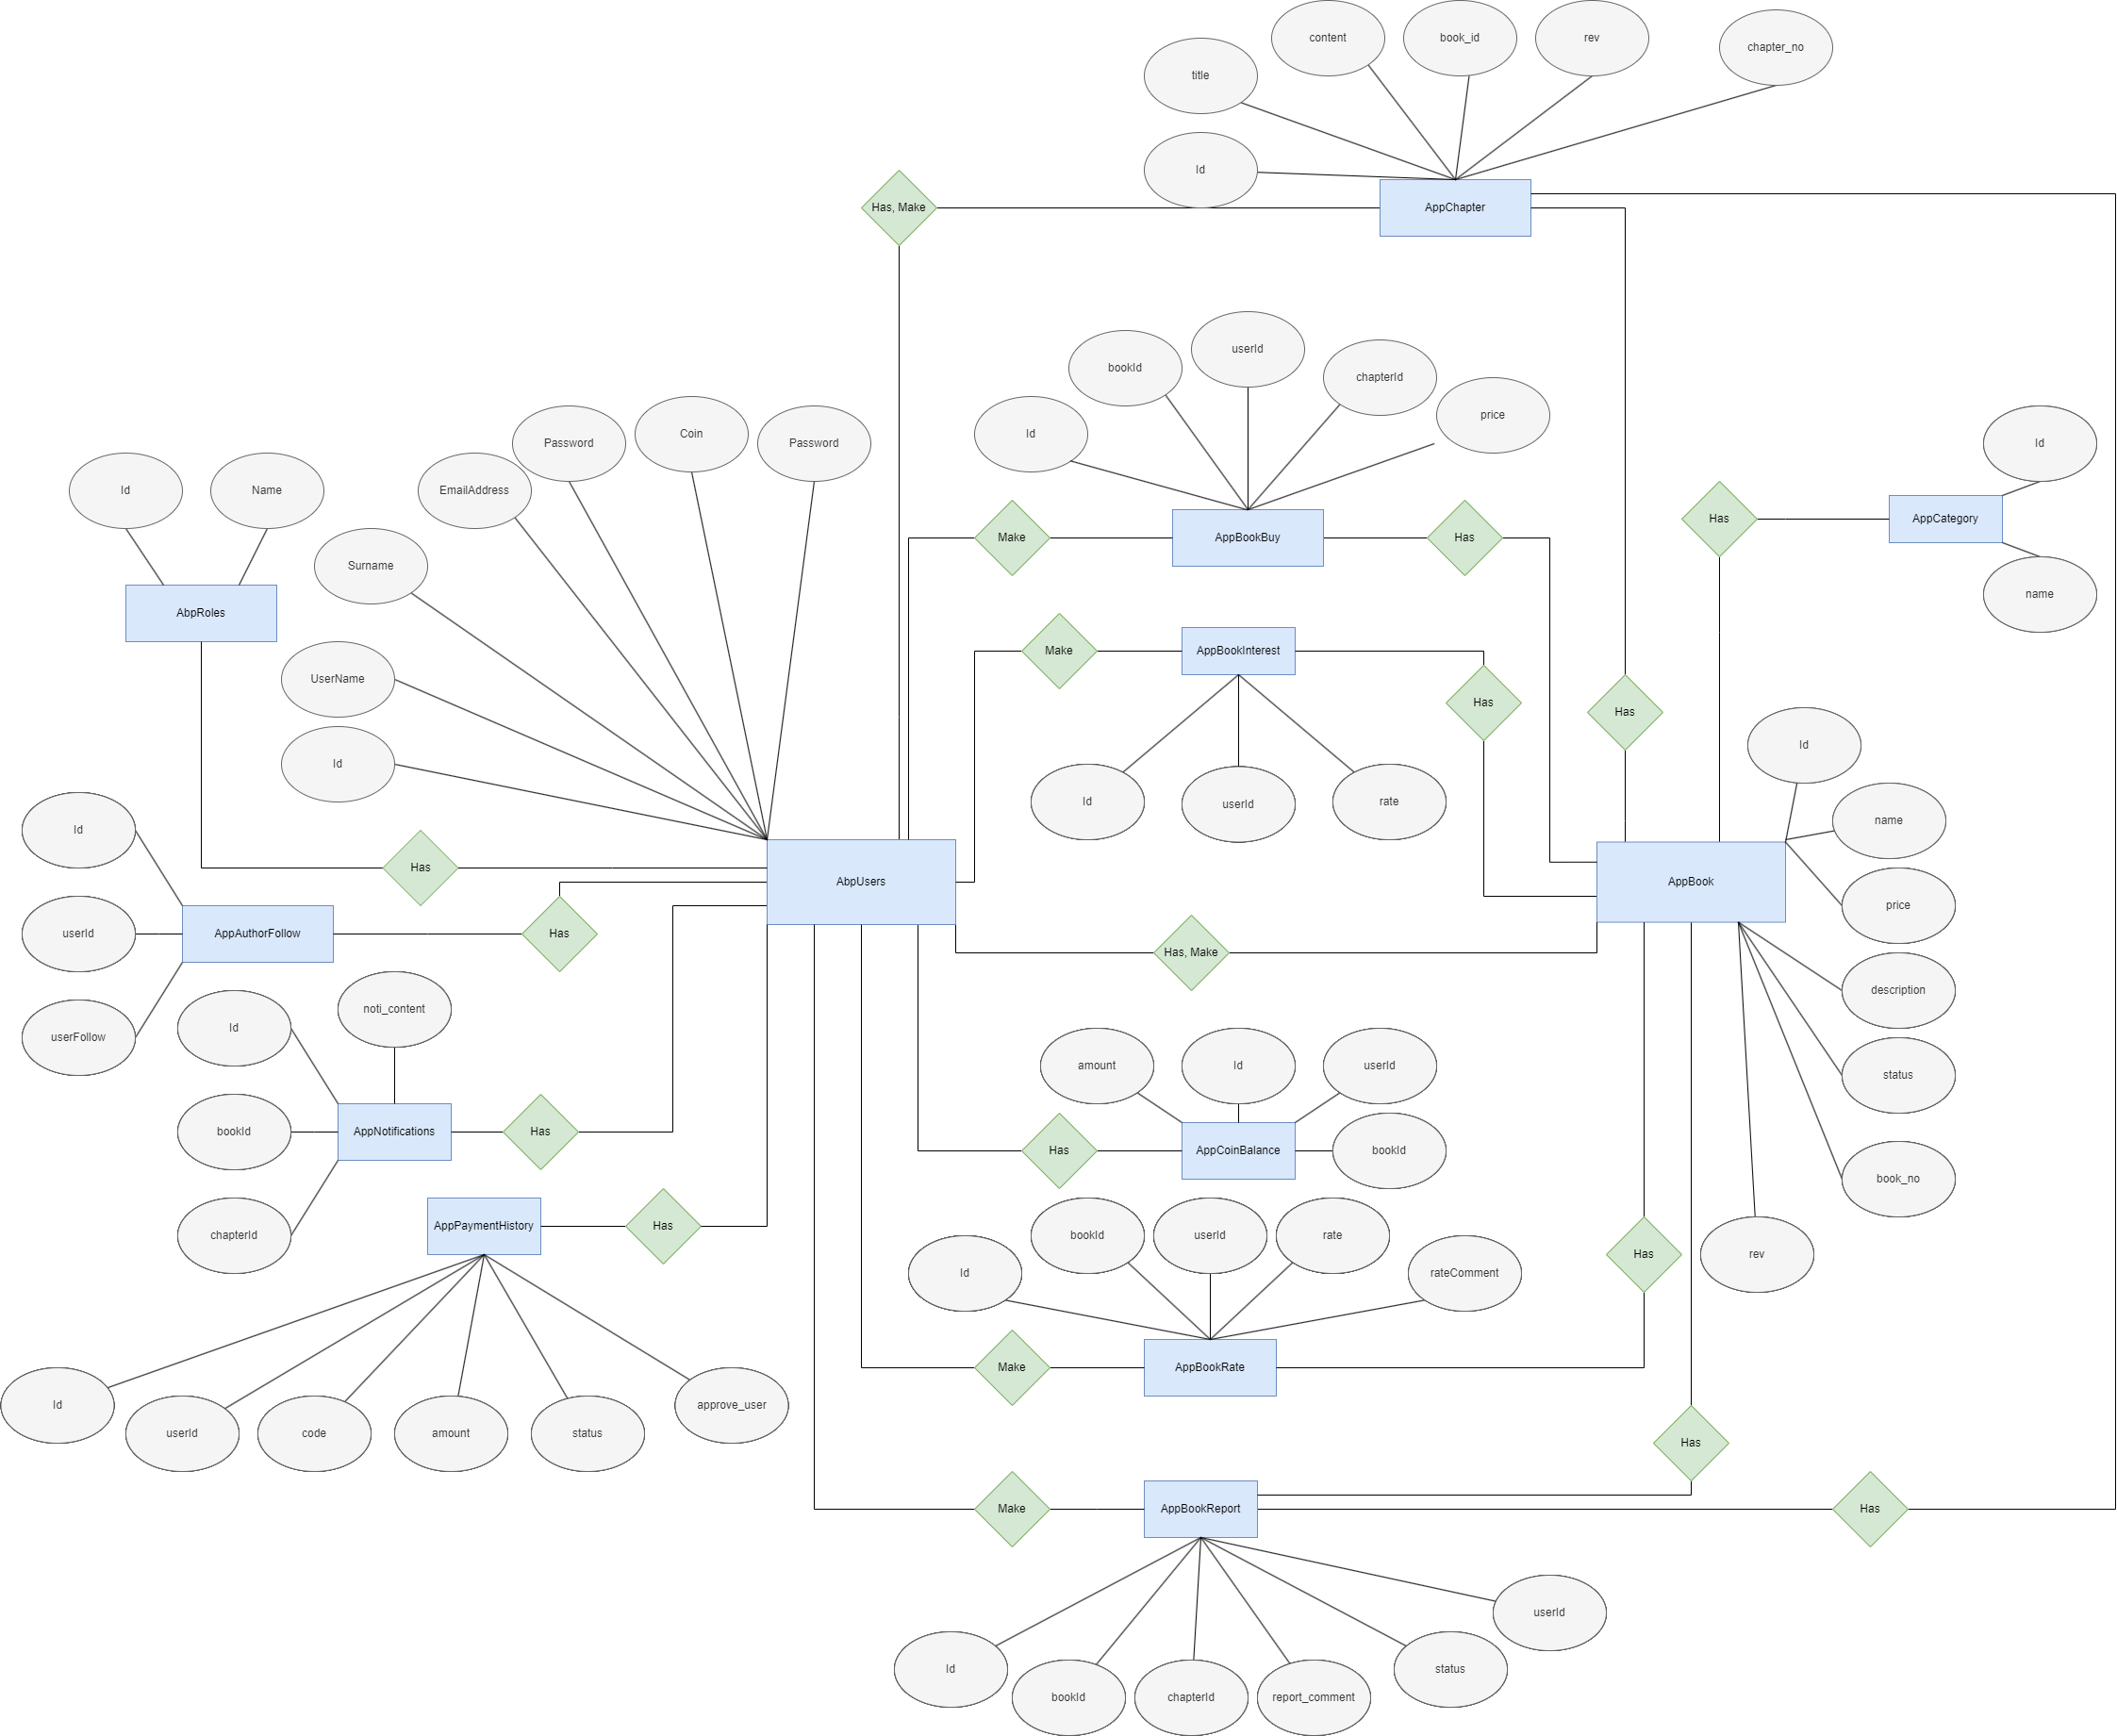 content
book_id
rev
chapter_no
title
Id
Has, Make
AppChapter
userId
bookId
chapterId
price
Id
Coin
Password
Password
EmailAddress
Id
Name
Id
Make
AppBookBuy
Has
Has
AppCategory
Surname
name
AbpRoles
UserName
Make
AppBookInterest
Has
Has
Id
Id
Id
userId
rate
Id
name
Id
Has
AbpUsers
AppBook
price
userId
AppAuthorFollow
Has
Has, Make
description
userFollow
noti_content
Id
amount
Id
userId
status
bookId
AppNotifications
Has
Has
AppCoinBalance
bookId
book_no
chapterId
AppPaymentHistory
Has
bookId
userId
rate
Has
rev
Id
rateComment
Make
AppBookRate
Id
userId
code
amount
status
approve_user
Has
Make
AppBookReport
Has
userId
Id
status
bookId
chapterId
report_comment